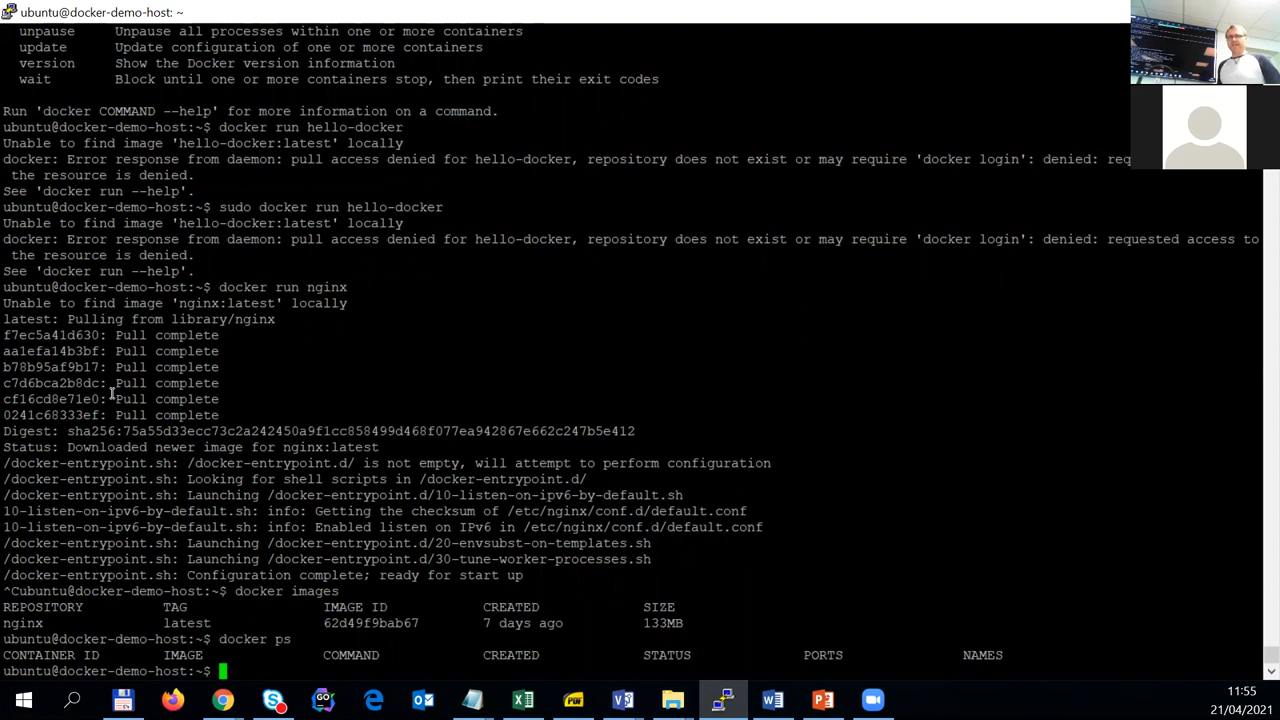 ubuntu@docker-demo-host: ~
unpause Unpause all processes within one or more containers
update Update configuration of one or more containers
version Show the Docker version information
wait Block until one or more containers stop, then print their exit codes
Run 'docker COMMAND --help' for more information on a command.
ubuntu@docker-demo-host:~$ docker run hello-docker
Unable to find image 'hello-docker:latest' locally
docker: Error response from daemon: pull access denied for hello-docker, repository does not exist or may require 'docker login': denied: req
the resource is denied.
See 'docker run --help'.
ubuntu@docker-demo-host:~$ sudo docker run hello-docker
Unable to find image 'hello-docker:latest' locally
docker: Error response from daemon: pull access denied for hello-docker, repository does not exist or may require 'docker login': denied: requested access to
the resource is denied.
See 'docker run --help'.
ubuntu@docker-demo-host:~$ docker run nginx
Unable to find image 'nginx:latest' locally
latest: Pulling from library/nginx
f7ec5a41d630: Pull complete
aa1efa14b3bf: Pull complete
b78b95af9b17: Pull complete
c7d6bca2b8dc: Pull complete
cf16cd8e71e0: Pull complete
0241c68333ef: Pull complete
Digest: sha256:75a55d33ecc73c2a242450a9f1cc858499d468f077ea942867e662c247b5e412
Status: Downloaded newer image for nginx:latest
/docker-entrypoint.sh: /docker-entrypoint.d/ is not empty, will attempt to perform configuration
/docker-entrypoint.sh: Looking for shell scripts in /docker-entrypoint.d/
/docker-entrypoint.sh: Launching /docker-entrypoint.d/10-listen-on-ipv6-by-default.sh
10-listen-on-ipv6-by-default.sh: info: Getting the checksum of /etc/nginx/conf.d/default.conf
10-listen-on-ipv6-by-default.sh: info: Enabled listen on IPv6 in /etc/nginx/conf.d/default.conf
/docker-entrypoint.sh: Launching /docker-entrypoint.d/20-envsubst-on-templates.sh
/docker-entrypoint.sh: Launching /docker-entrypoint.d/30-tune-worker-processes.sh
/docker-entrypoint.sh: Configuration complete; ready for start up
^Cubuntu@docker-demo-host:~$ docker images
REPOSITORY TAG IMAGE ID CREATED SIZE
nginx latest 62d49f9bab67 7 days ago 133MB
ubuntu@docker-demo-host:~$ docker ps
CONTAINER ID IMAGE COMMAND CREATED STATUS PORTS NAMES
ubuntu@docker-demo-host:~$
GO
PDF
11:55
21/04/2021